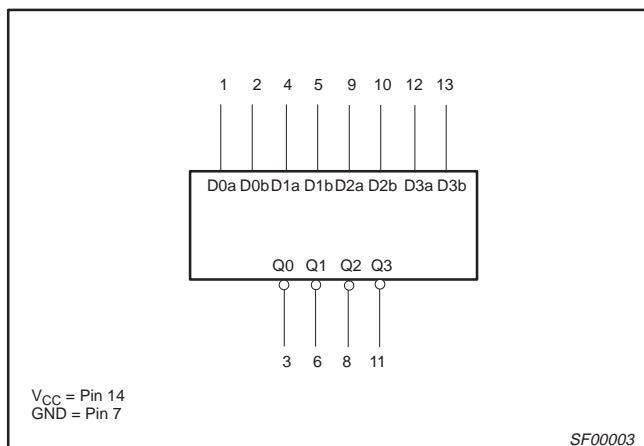 1 2 4 5 9 10 12 13
D0a D0b D1a D1b D2a D2b D3a D3b
Q0 Q1 Q2 Q3
3 6 8 11
VCC = Pin 14
GND = Pin 7
SF00003